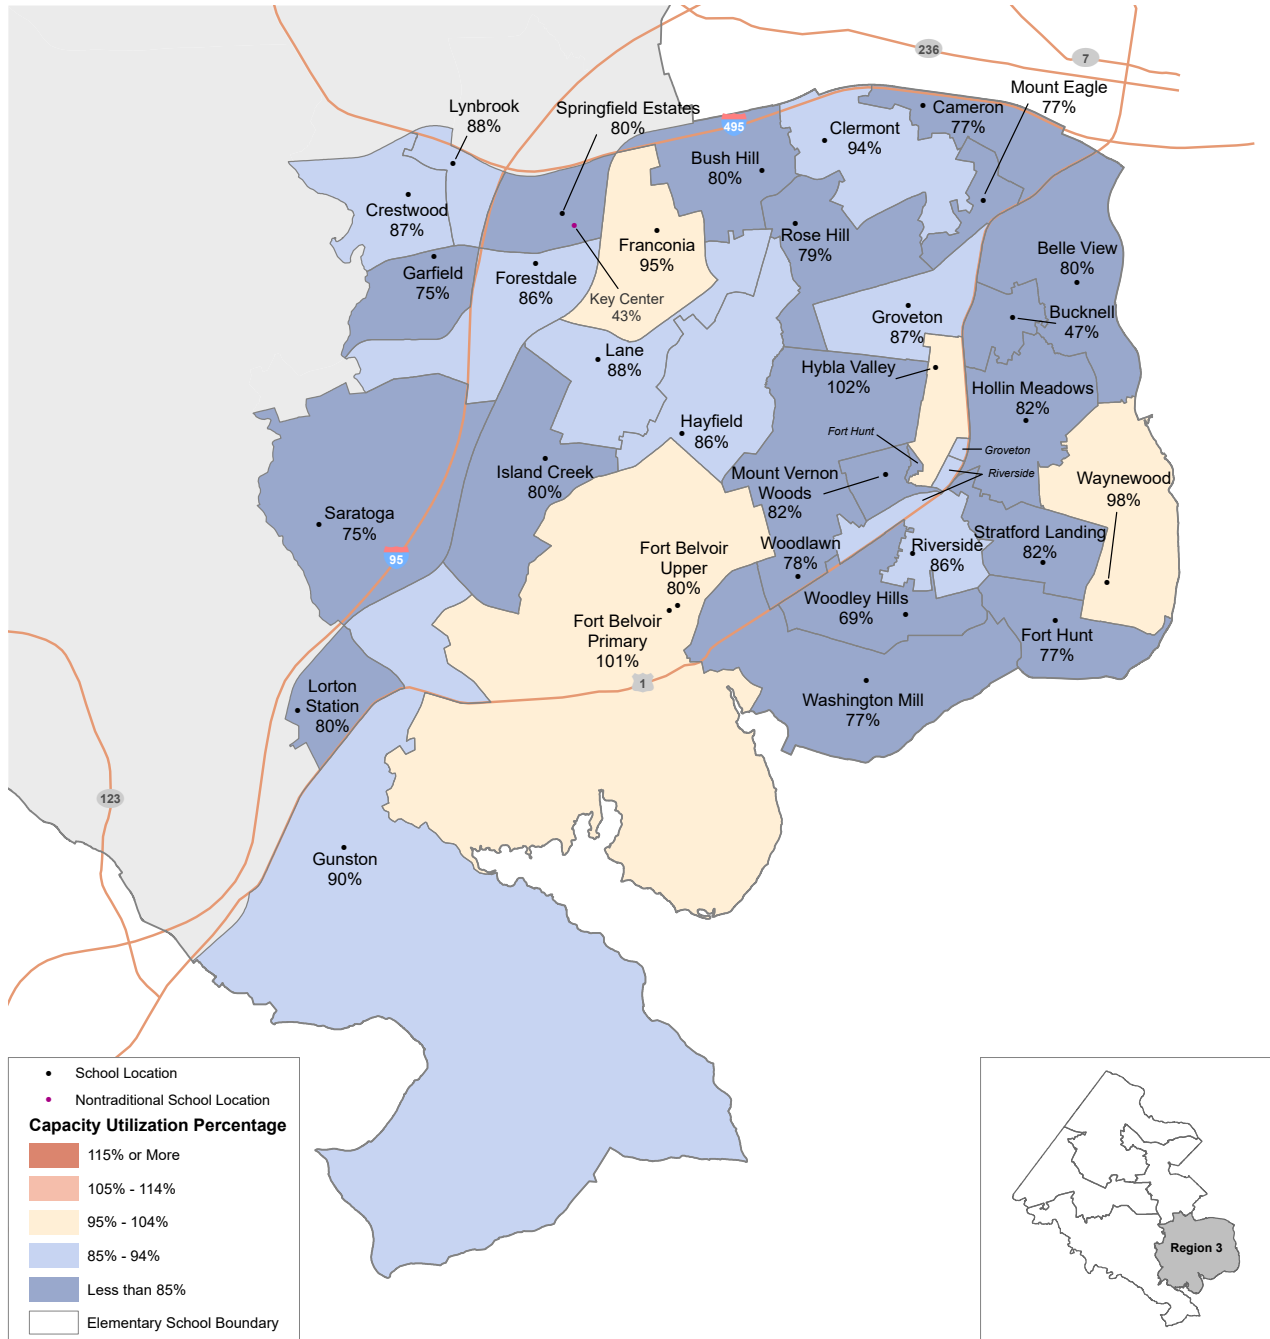 236
7
Mount Eagle
77%
Lynbrook
88%
Springfield Estates
80%
Cameron
77%
495
Clermont
94%
Bush Hill
80%
Crestwood
87%
Franconia
95%
Rose Hill
79%
Belle View
80%
Garfield
75%
Forestdale
86%
Key Center
43%
Groveton
87%
Bucknell
47%
Lane
88%
Hybla Valley
102%
Hollin Meadows
82%
Hayfield
86%
Fort Hunt
Groveton
Riverside
Island Creek
80%
Mount Vernon
Woods
82%
Waynewood
98%
Saratoga
75%
95
Fort Belvoir
Upper
80%
Woodlawn
78%
Riverside
86%
Stratford Landing
82%
Fort Belvoir
Primary
101%
Woodley Hills
69%
Fort Hunt
77%
1
Lorton
Station
80%
Washington Mill
77%
123
Gunston
90%
School Location
Nontraditional School Location
Capacity Utilization Percentage
115% or More
105% - 114%
95% - 104%
85% - 94%
Less than 85%
Elementary School Boundary
Region 3